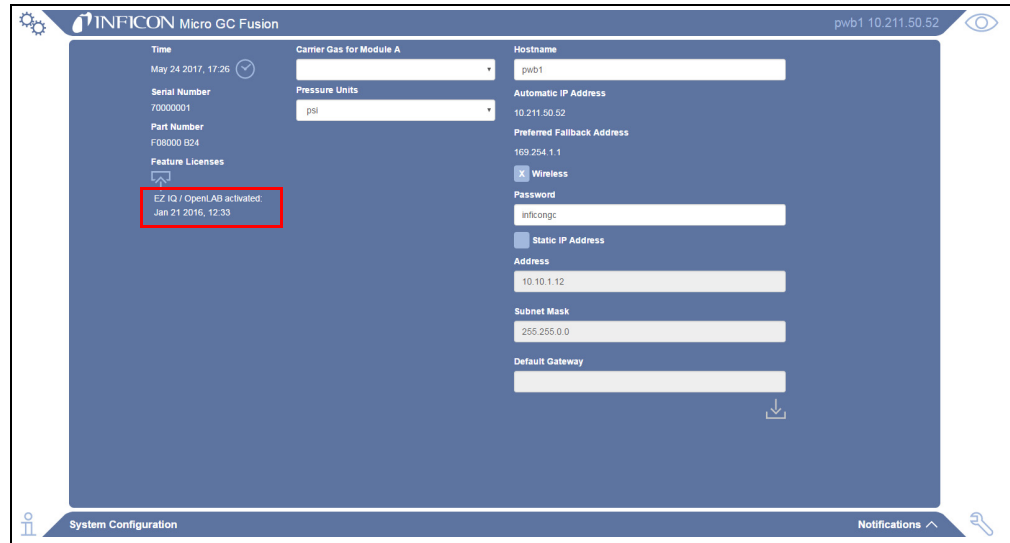 INFICON Micro GC Fusion
pwb1 10.211.50.52
Time
May 24 2017, 17:26
Serial Number
70000001
Part Number
F08000 B24
Feature Licenses
EZ IQ / OpenLAB activated:
Jan 21 2016, 12:33
Carrier Gas for Module A
Pressure Units
psi
Hostname
pwb1
Automatic IP Address
10.211.50.52
Preferred Fallback Address
169.254.1.1
X Wireless
Password
inficongc
Static IP Address
Address
10.10.1.12
Subnet Mask
255.255.0.0
Default Gateway
System Configuration
Notifications